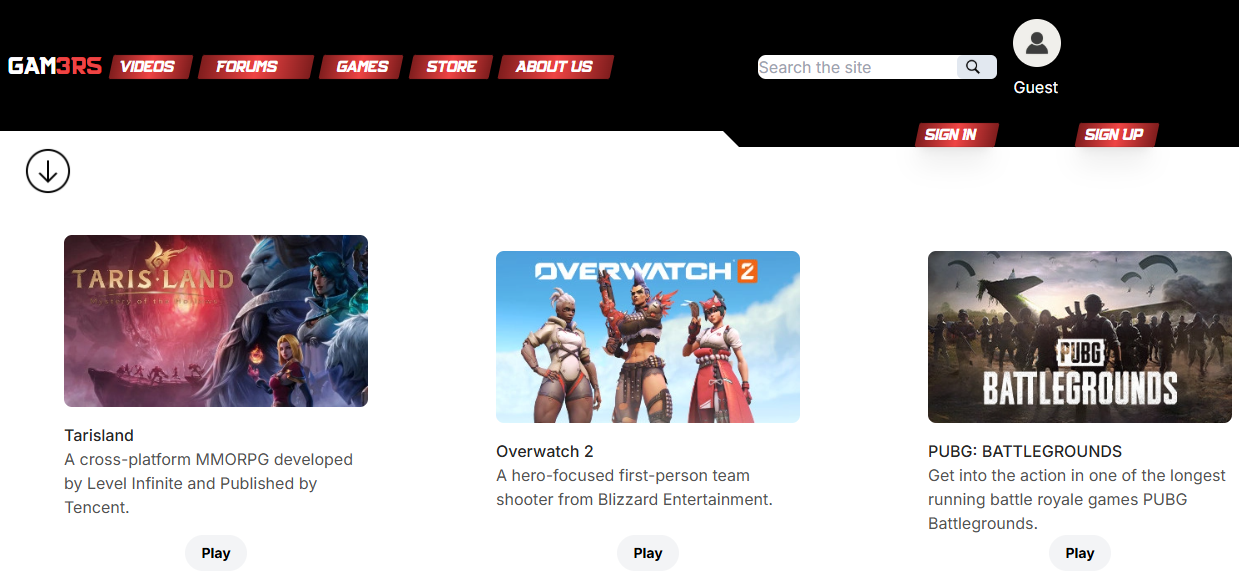 GAM3RS VIDEOS FORUMS GAMES STORE ABOUT US Search the site
Guest
SIGN IN SIGN UP
TARIS·LAND
OVERWATCH 2
PUBG
BATTLEGROUNDS
Tarisland
A cross-platform MMORPG developed
by Level Infinite and Published by
Tencent.
Play
Overwatch 2
A hero-focused first-person team
shooter from Blizzard Entertainment.
Play
PUBG: BATTLEGROUNDS
Get into the action in one of the longest
running battle royale games PUBG
Battlegrounds.
Play